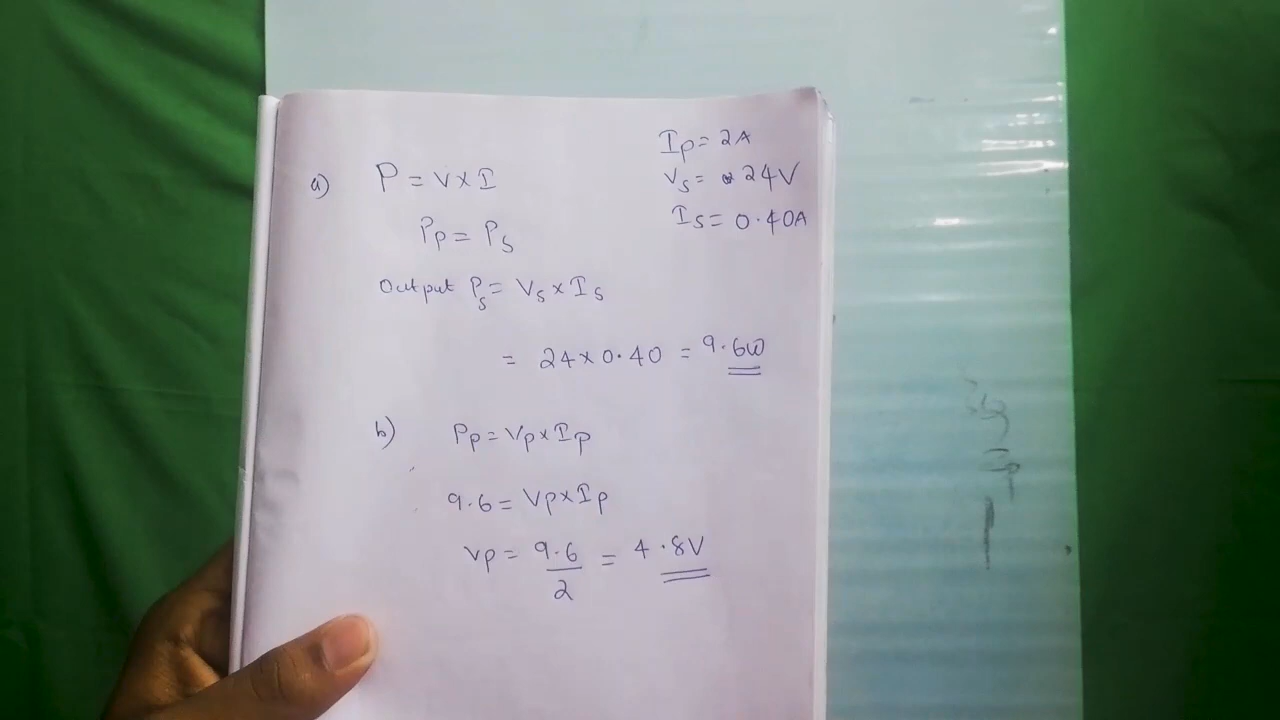 Ip = 2A
Vs = 24V
Is = 0.40A
a) P = V x I
Pp = Ps
Output Ps = Vs x Is
= 24 x 0.40 = 9.6W
b) Pp = Vp x Ip
9.6 = Vp x Ip
Vp = 9.6/2 = 4.8V